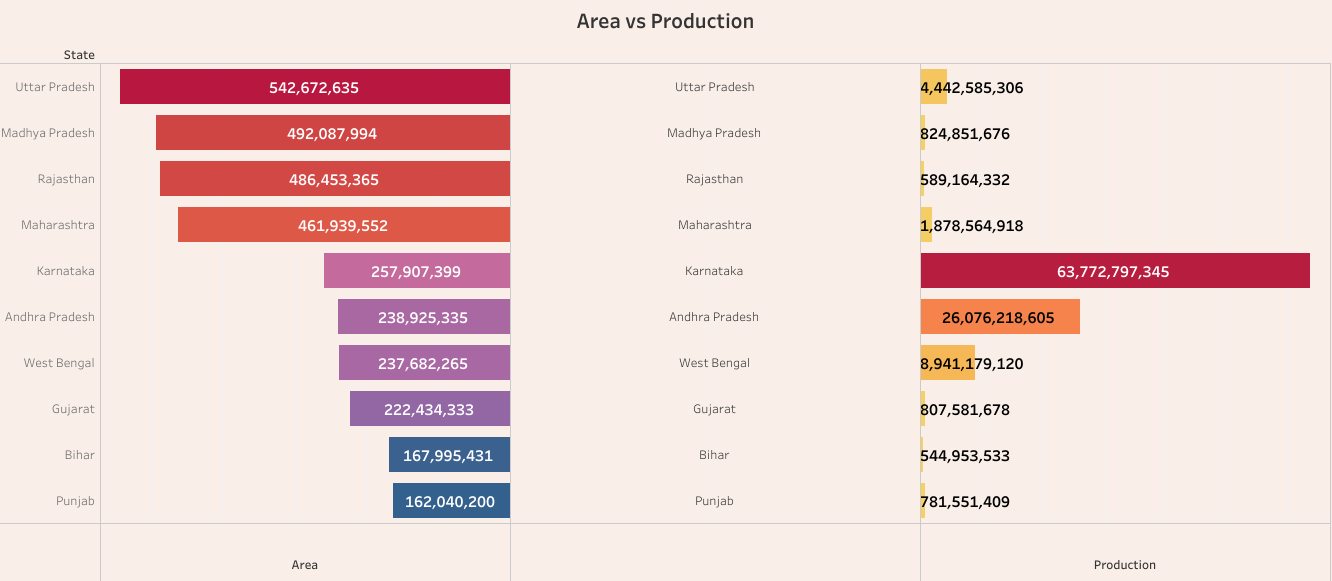 Area vs Production
State
Uttar Pradesh 542,672,635 Uttar Pradesh 4,442,585,306
Madhya Pradesh 492,087,994 Madhya Pradesh 824,851,676
Rajasthan 486,453,365 Rajasthan 589,164,332
Maharashtra 461,939,552 Maharashtra 1,878,564,918
Karnataka 257,907,399 Karnataka 63,772,797,345
Andhra Pradesh 238,925,335 Andhra Pradesh 26,076,218,605
West Bengal 237,682,265 West Bengal 8,941,179,120
Gujarat 222,434,333 Gujarat 807,581,678
Bihar 167,995,431 Bihar 544,953,533
Punjab 162,040,200 Punjab 781,551,409
Area Production